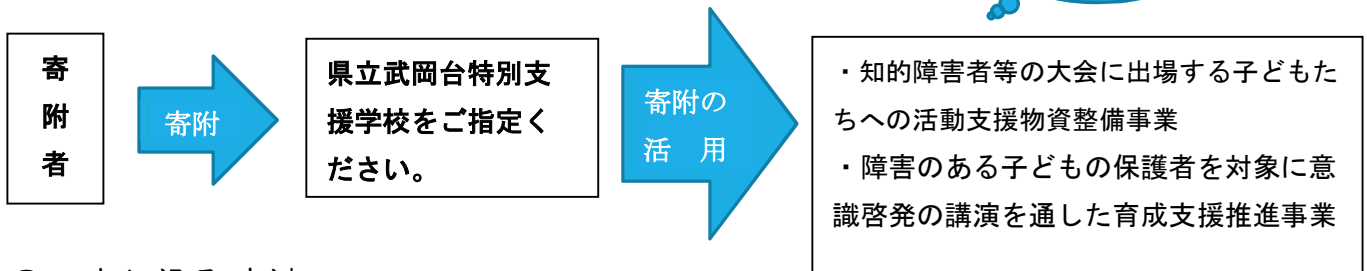 寄附者
寄附
県立武岡台特別支
援学校をご指定く
ださい。
寄附の
活　用
・知的障害者等の大会に出場する子どもた
ちへの活動支援物資整備事業
・障害のある子どもの保護者を対象に意
識啓発の講演を通した育成支援推進事業